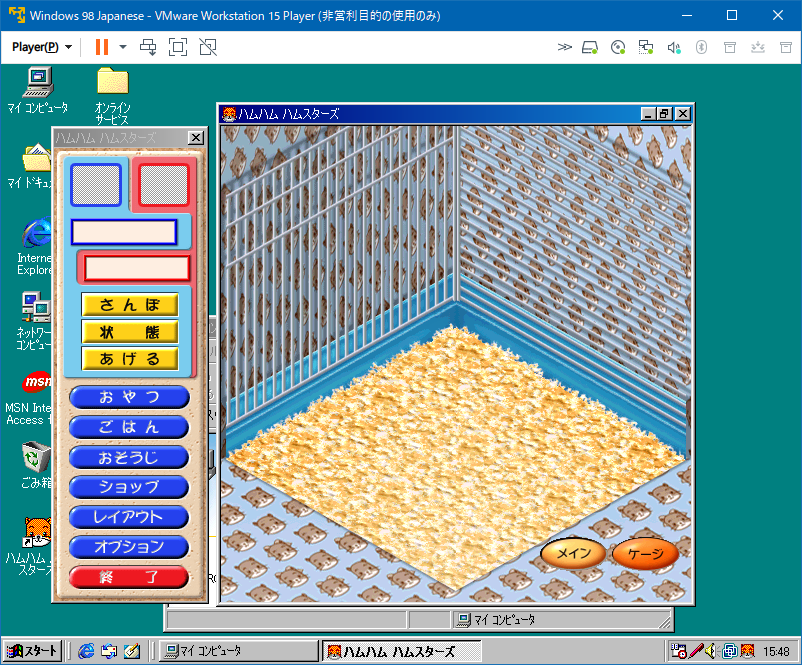 Windows 98 Japanese - VMware Workstation 15 Player (非営利目的の使用のみ)
Player(P)
マイ コンピュータ
オンライン
サービス
ハムハム ハムスターズ
ハムハム ハムスターズ
マイ ドキュ
Interne
Explore
ネットワー
コンピュー
msn
MSN Inte
Access t
ごみ箱
ハムハム
スターズ
さんぽ
状態
あげる
おやつ
ごはん
おそうじ
ショップ
レイアウト
オプション
終了
メイン
ケージ
マイ コンピュータ
スタート
マイ コンピュータ
ハムハム ハムスターズ
15:48